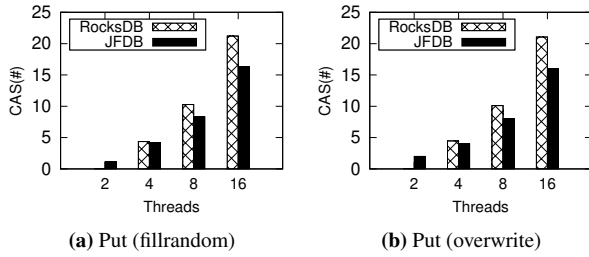 25
20
15
10
5
0
CAS(#)
RocksDB
JFDB
2 4 8 16
Threads
(a) Put (fillrandom)
25
20
15
10
5
0
CAS(#)
RocksDB
JFDB
2 4 8 16
Threads
(b) Put (overwrite)